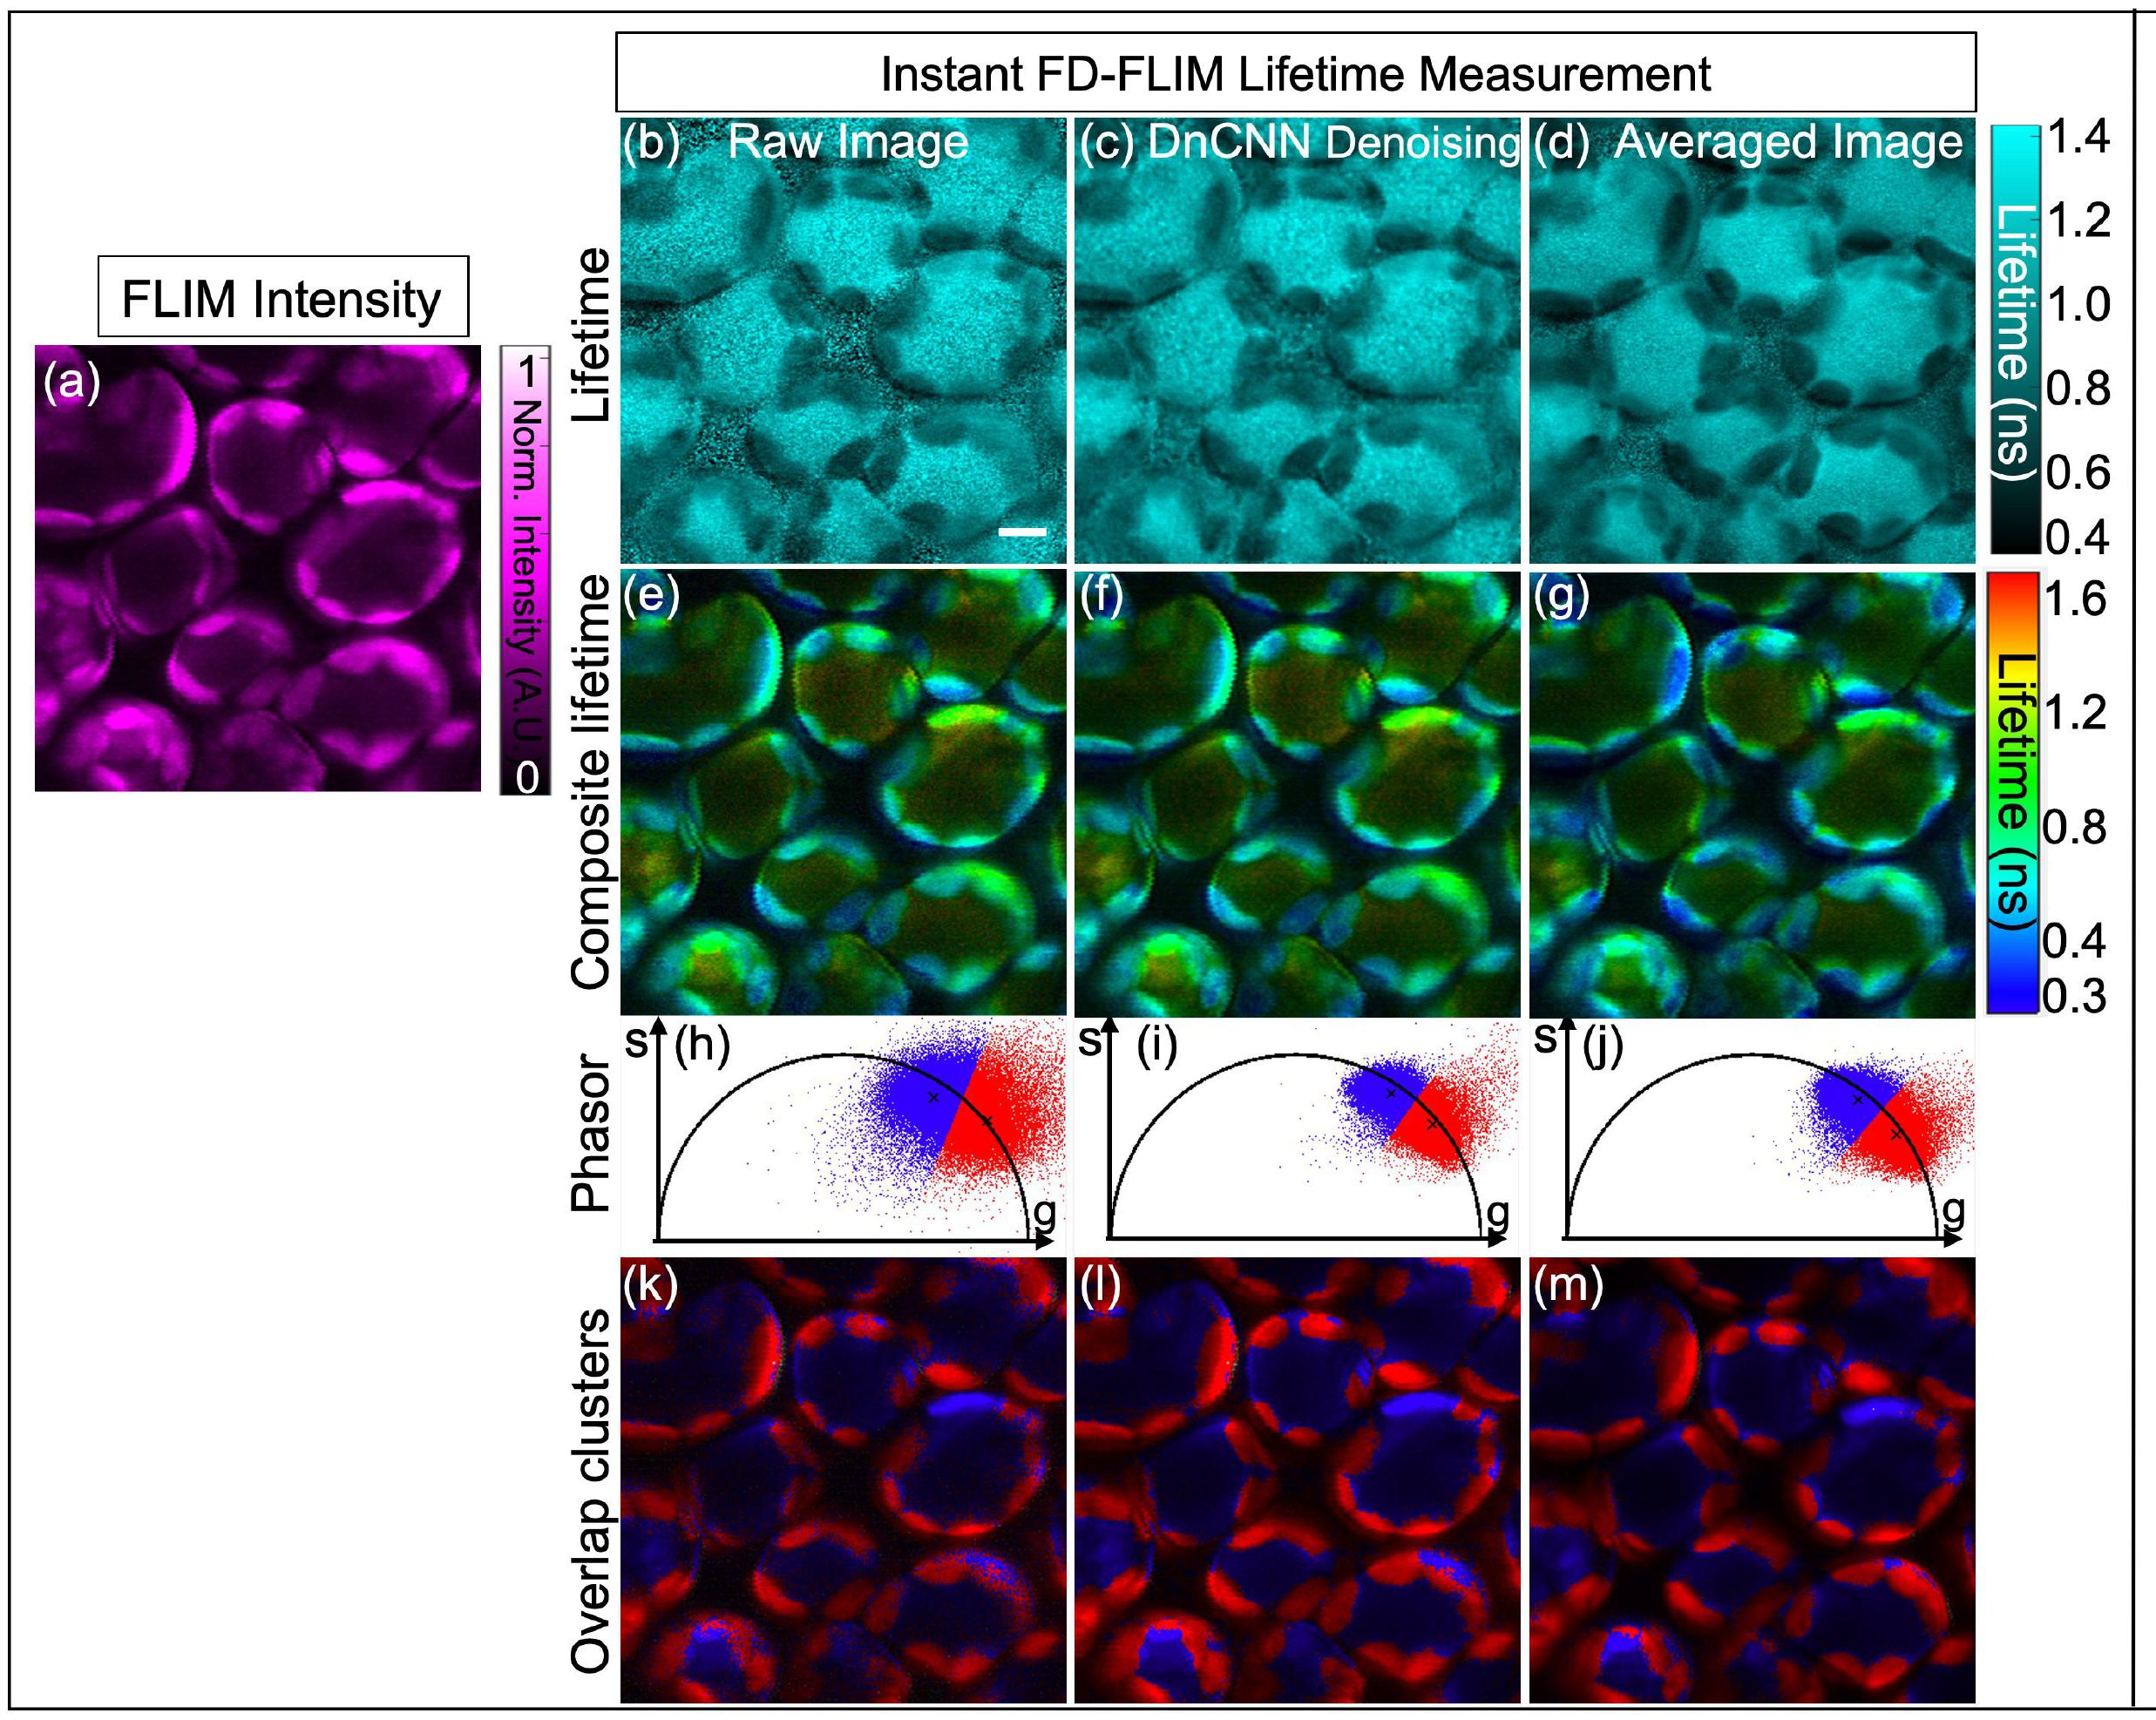 Instant FD-FLIM Lifetime Measurement
FLIM Intensity
(a)
1
Norm. Intensity (A.U.
0
Lifetime
(b) Raw Image
(c) DnCNN Denoising
(d) Averaged Image
1.4
1.2
1.0
0.8
0.6
0.4
Lifetime (ns)
Composite lifetime
(e)
(f)
(g)
1.6
1.2
0.8
0.4
0.3
Lifetime (ns)
Phasor
s (h) g
s (i) g
s (j) g
Overlap clusters
(k)
(l)
(m)